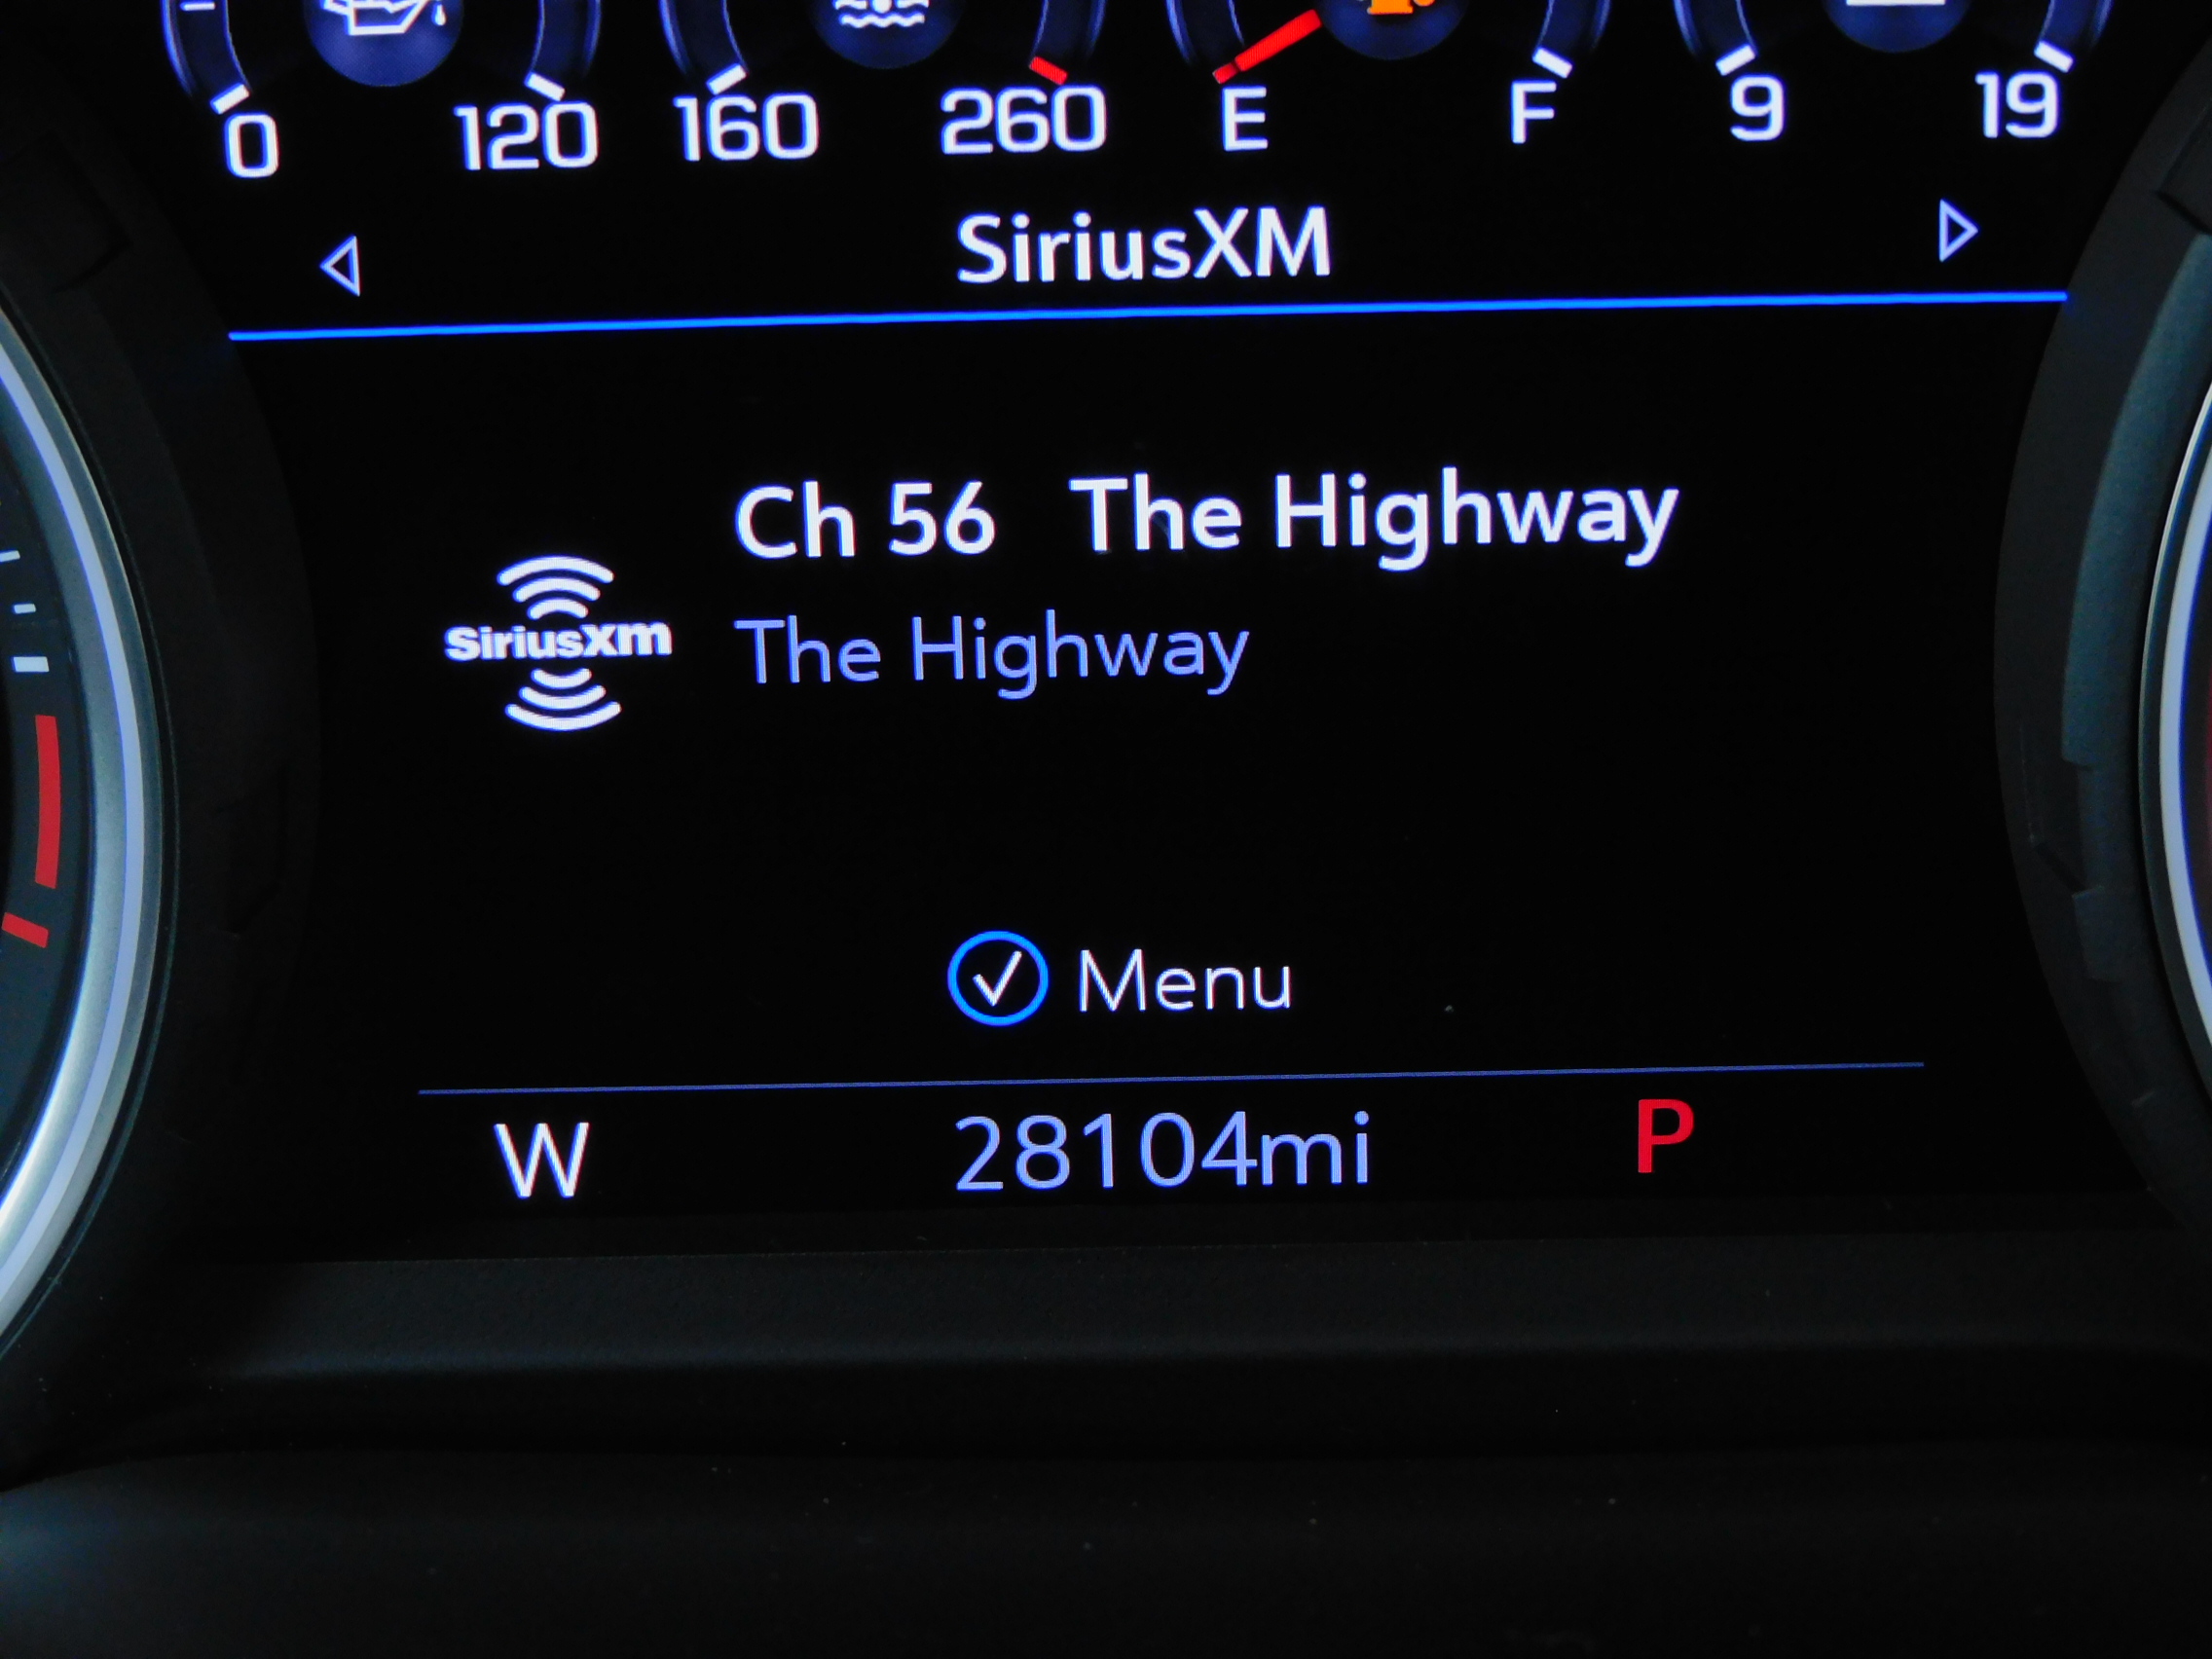 0 120 160 260 E F 9 19
SiriusXM
Ch 56 The Highway
SiriusXm
The Highway
Menu
W 28104mi P